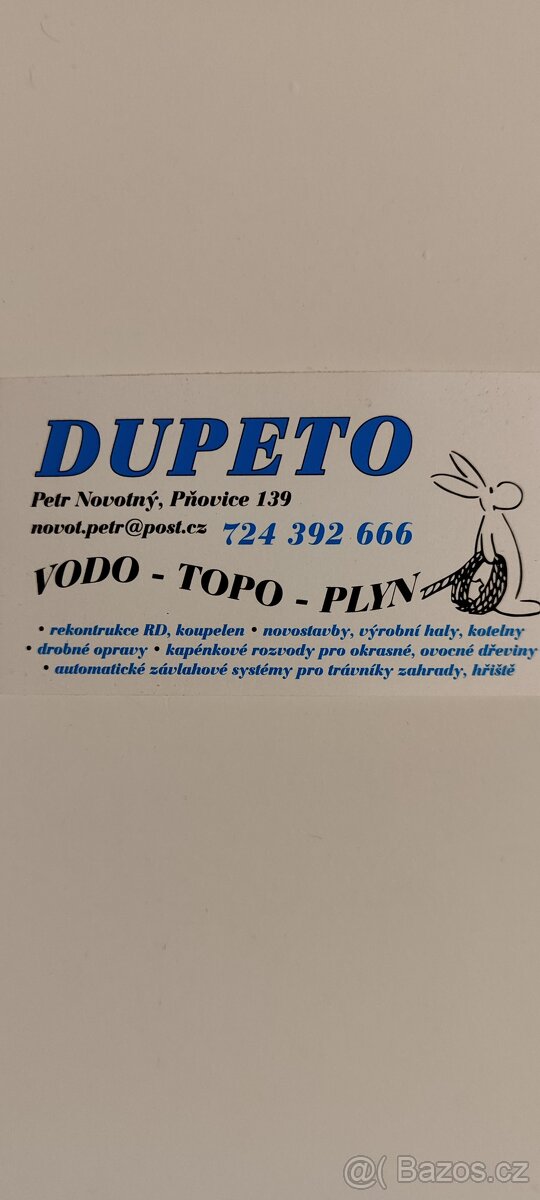 DUPETO
Petr Novotný, Pňovice 139
novot.petr@post.cz 724 392 666
VODO - TOPO - PLYN
• rekontrukce RD, koupelen • novostavby, výrobní haly, kotelny
• drobné opravy • kapénkové rozvody pro okrasné, ovocné dřeviny
• automatické závlahové systémy pro trávníky zahrady, hřiště
@( Bazos.cz